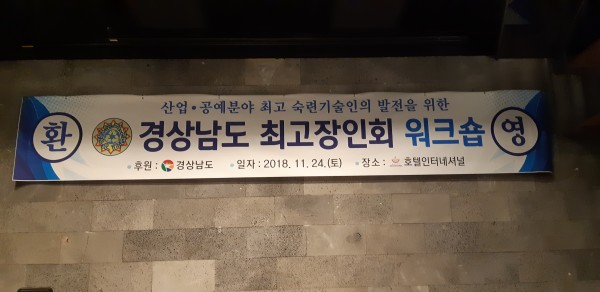 산업•공예분야 최고 숙련기술인의 발전을 위한
환 경상남도 최고장인회 워크숍 영
• 후원 : 경상남도 • 일자 : 2018. 11. 24.(토) • 장소 : 호텔인터네셔널